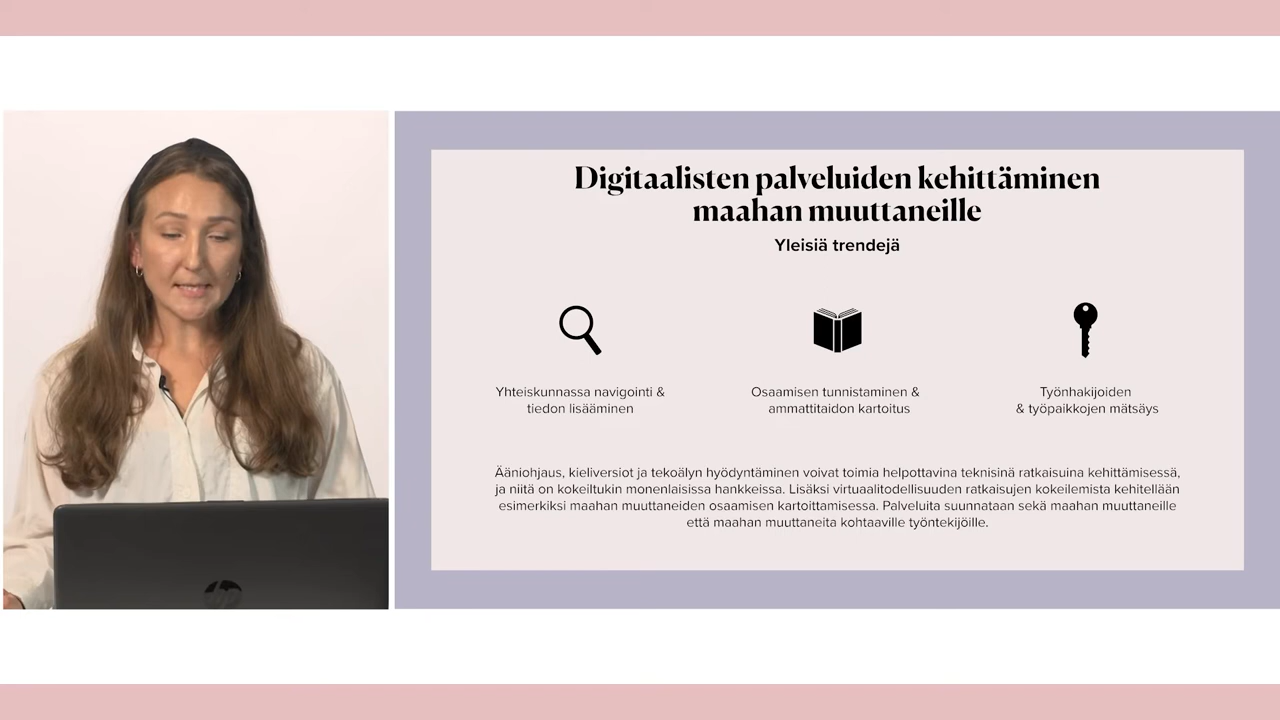 Digitaalisten palveluiden kehittäminen
maahan muuttaneille
Yleisiä trendejä
Yhteiskunnassa navigointi &
tiedon lisääminen
Osaamisen tunnistaminen &
ammattitaidon kartoitus
Työnhakijoiden
& työpaikkojen mätsäys
Ääniohjaus, kieliversiot ja tekoälyn hyödyntäminen voivat toimia helpottavina teknisinä ratkaisuina kehittämisessä,
ja niitä on kokeiltukin monenlaisissa hankkeissa. Lisäksi virtuaalitodellisuuden ratkaisujen kokeilemista kehitellään
esimerkiksi maahan muuttaneiden osaamisen kartoittamisessa. Palveluita suunnataan sekä maahan muuttaneille
että maahan muuttaneita kohtaaville työntekijöille.
hp